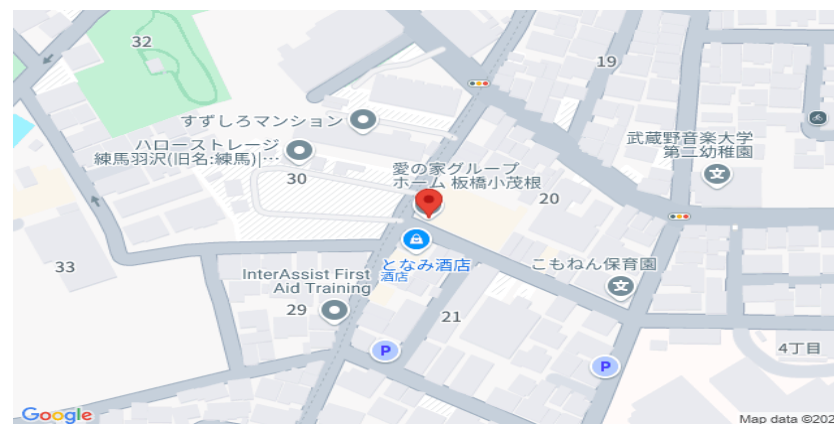 32
19
すずしろマンション
ハローストレージ
練馬羽沢(旧名:練馬)|…
武蔵野音楽大学
第二幼稚園
文
愛の家グループ
ホーム 板橋小茂根
30
20
となみ酒店
酒店
こもねん保育園
文
33
InterAssist First
Aid Training
29
21
P
P
4丁目
Google
Map data ©202